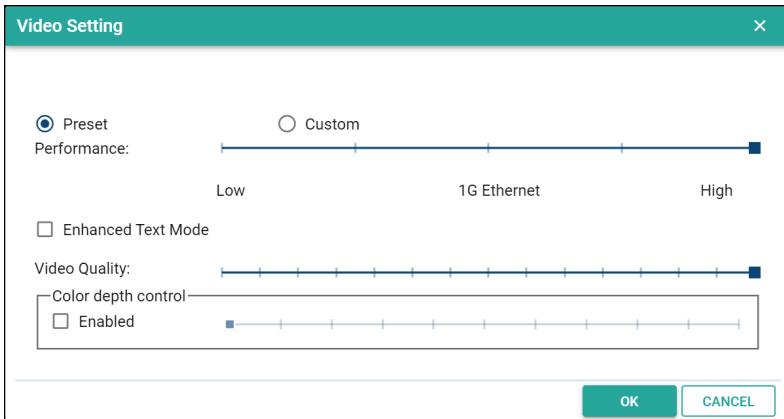 Video Setting
Preset
Custom
Performance:
Low
1G Ethernet
High
Enhanced Text Mode
Video Quality:
Color depth control
Enabled
OK
CANCEL